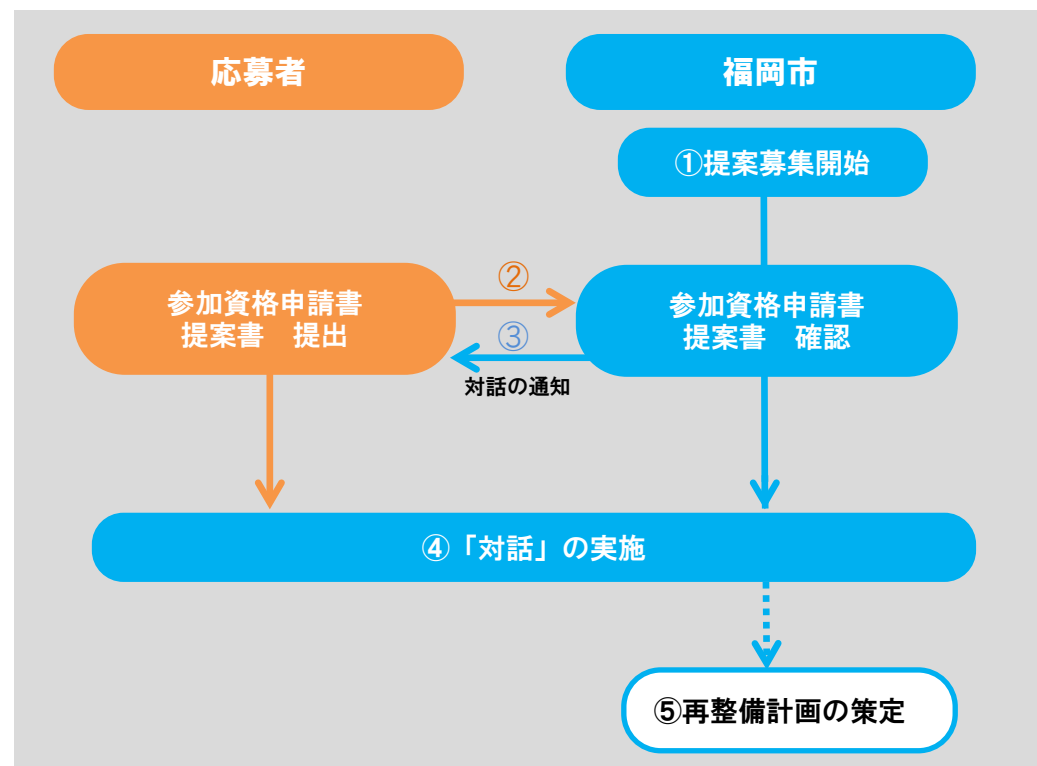 応募者
福岡市
①提案募集開始
参加資格申請書
提案書　提出
②
③
対話の通知
参加資格申請書
提案書　確認
④「対話」の実施
⑤再整備計画の策定